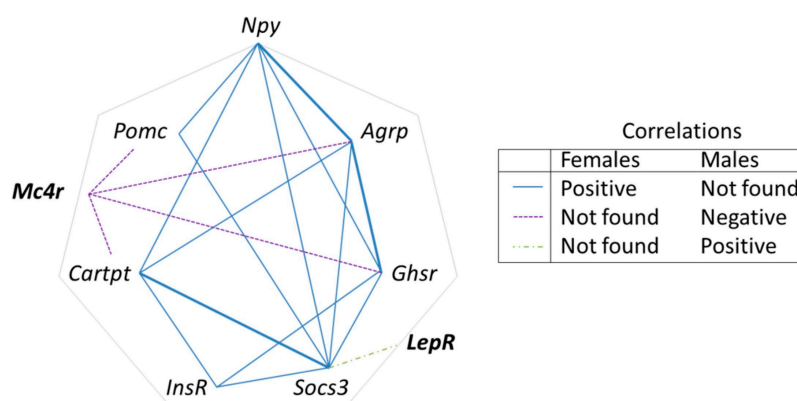 Npy
Pomc
Agrp
Mc4r
Cartpt
Ghsr
LepR
InsR
Socs3
Correlations
Females Males
Positive Not found
Not found Negative
Not found Positive